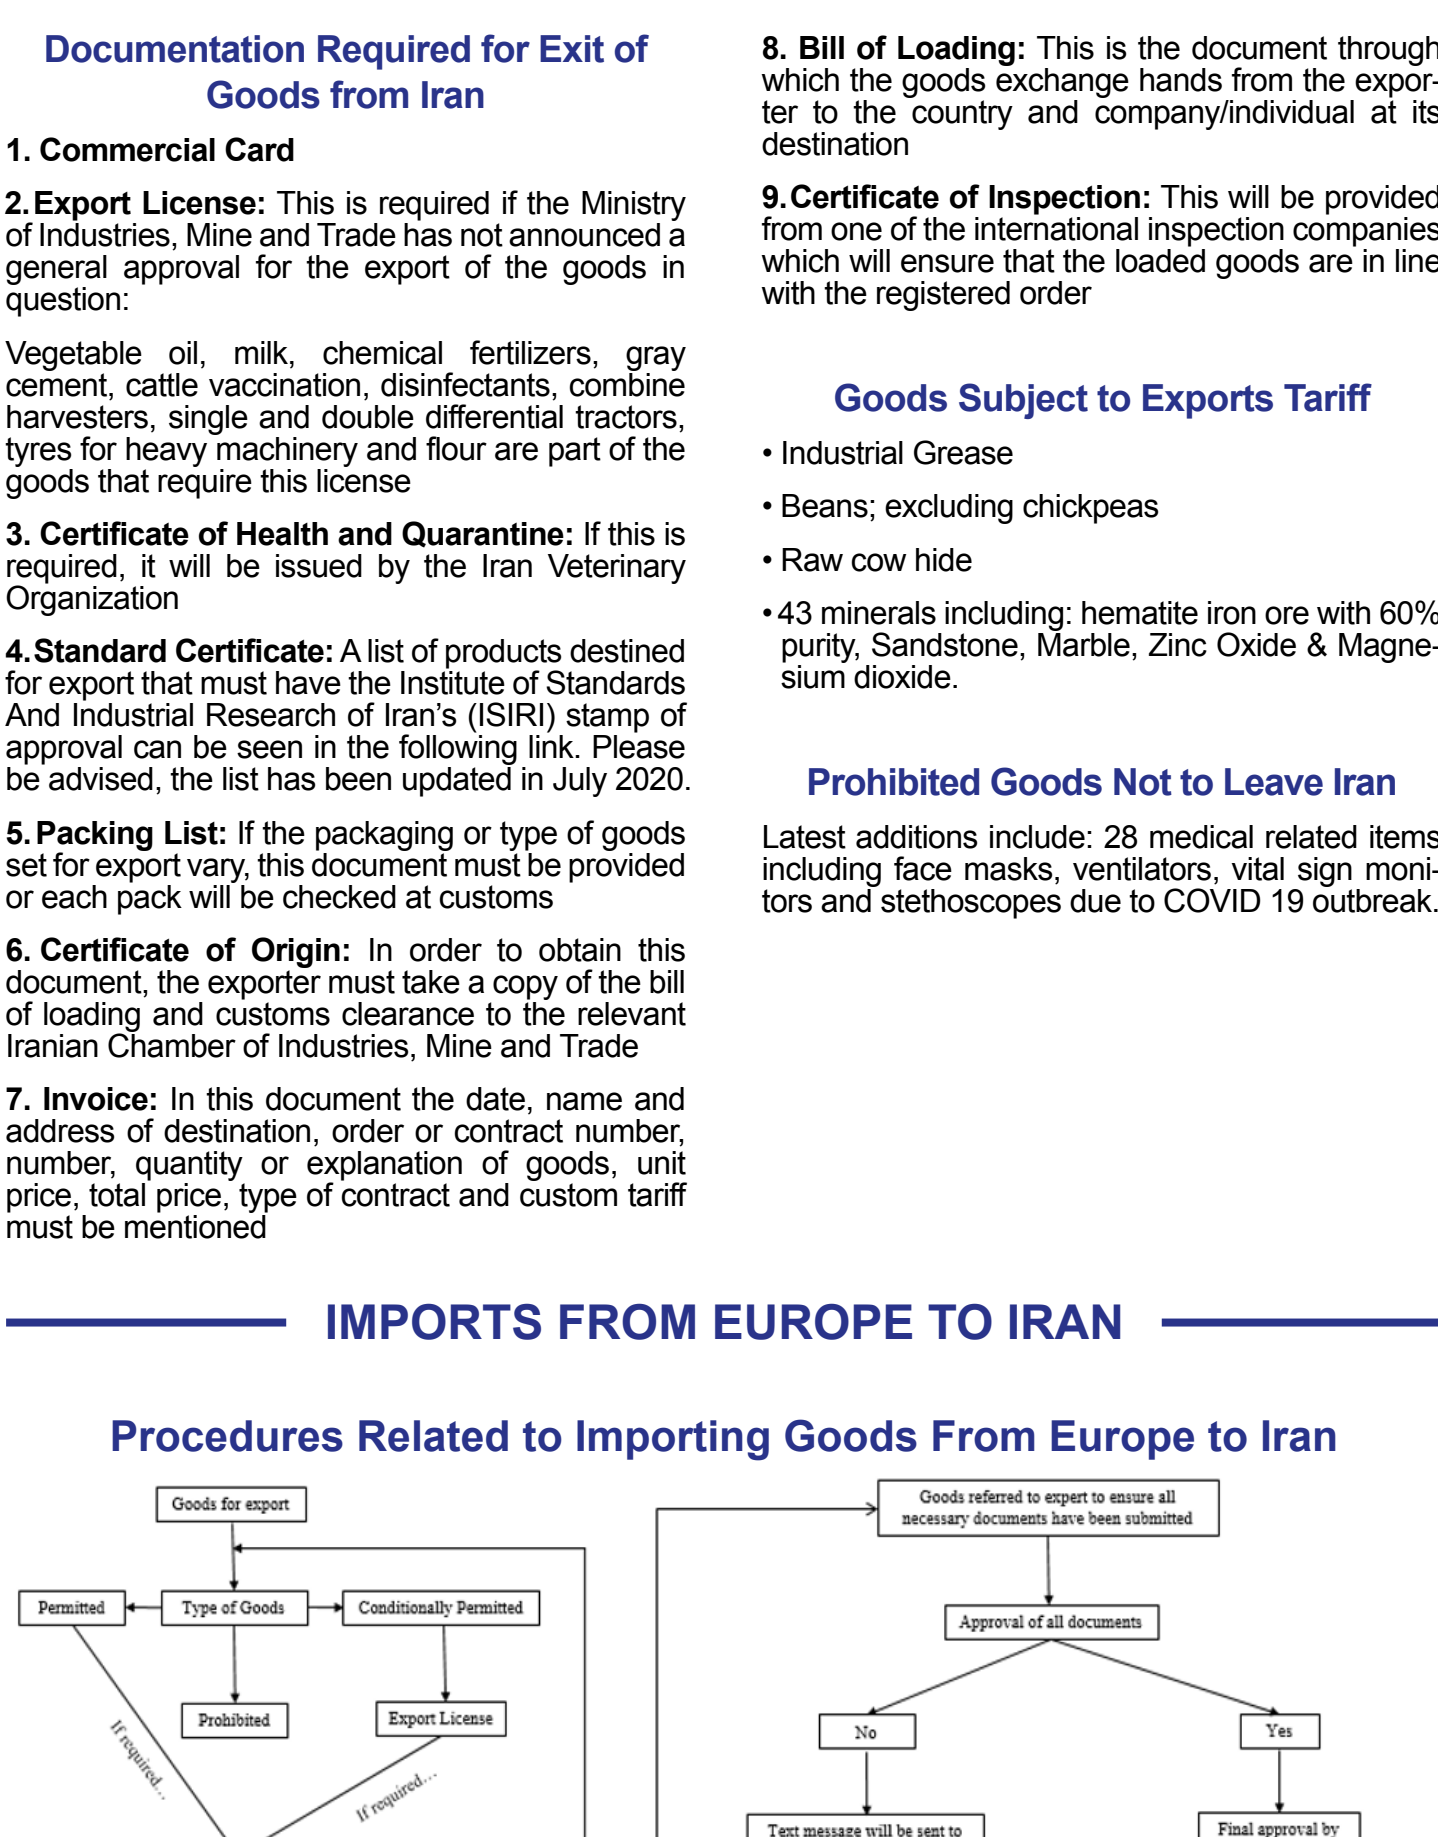 Documentation Required for Exit of
Goods from Iran
1. Commercial Card
2. Export License: This is required if the Ministry
of Industries, Mine and Trade has not announced a
general approval for the export of the goods in
question:
Vegetable oil, milk, chemical fertilizers, gray
cement, cattle vaccination, disinfectants, combine
harvesters, single and double differential tractors,
tyres for heavy machinery and flour are part of the
goods that require this license
3. Certificate of Health and Quarantine: If this is
required, it will be issued by the Iran Veterinary
Organization
4. Standard Certificate: A list of products destined
for export that must have the Institute of Standards
And Industrial Research of Iran’s (ISIRI) stamp of
approval can be seen in the following link. Please
be advised, the list has been updated in July 2020.
5. Packing List: If the packaging or type of goods
set for export vary, this document must be provided
or each pack will be checked at customs
6. Certificate of Origin: In order to obtain this
document, the exporter must take a copy of the bill
of loading and customs clearance to the relevant
Iranian Chamber of Industries, Mine and Trade
7. Invoice: In this document the date, name and
address of destination, order or contract number,
number, quantity or explanation of goods, unit
price, total price, type of contract and custom tariff
must be mentioned
8. Bill of Loading: This is the document through
which the goods exchange hands from the expor-
ter to the country and company/individual at its
destination
9. Certificate of Inspection: This will be provided
from one of the international inspection companies
which will ensure that the loaded goods are in line
with the registered order
Goods Subject to Exports Tariff
• Industrial Grease
• Beans; excluding chickpeas
• Raw cow hide
• 43 minerals including: hematite iron ore with 60%
purity, Sandstone, Marble, Zinc Oxide & Magne-
sium dioxide.
Prohibited Goods Not to Leave Iran
Latest additions include: 28 medical related items
including face masks, ventilators, vital sign moni-
tors and stethoscopes due to COVID 19 outbreak.
IMPORTS FROM EUROPE TO IRAN
Procedures Related to Importing Goods From Europe to Iran
Goods for export
Permitted
Type of Goods
Conditionally Permitted
Prohibited
Export License
If required…
If required…
Goods referred to expert to ensure all
necessary documents have been submitted
Approval of all documents
No
Yes
Text message will be sent to
Final approval by